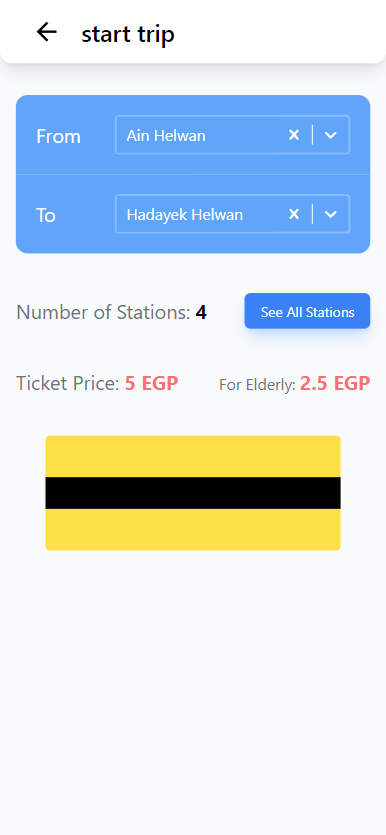 start trip
From
Ain Helwan
To
Hadayek Helwan
Number of Stations: 4
See All Stations
Ticket Price: 5 EGP
For Elderly: 2.5 EGP